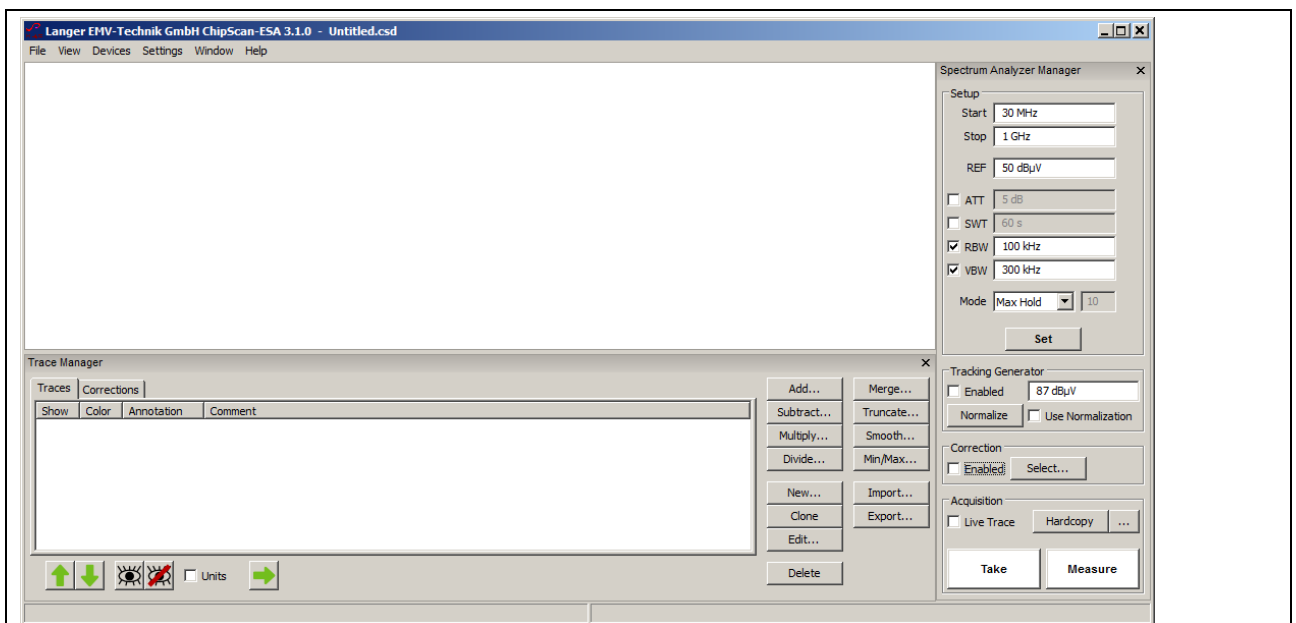 Langer EMV-Technik GmbH ChipScan-ESA 3.1.0 - Untitled.csd
File View Devices Settings Window Help
Spectrum Analyzer Manager
Setup
Start 30 MHz
Stop 1 GHz
REF 50 dBµV
ATT 5 dB
SWT 60 s
RBW 100 kHz
VBW 300 kHz
Mode Max Hold 10
Set
Trace Manager
Traces Corrections
Show Color Annotation Comment
Add... Merge...
Subtract... Truncate...
Multiply... Smooth...
Divide... Min/Max...
New... Import...
Clone Export...
Edit...
Delete
Units
Tracking Generator
Enabled 87 dBµV
Normalize Use Normalization
Correction
Enabled Select...
Acquisition
Live Trace Hardcopy ...
Take Measure